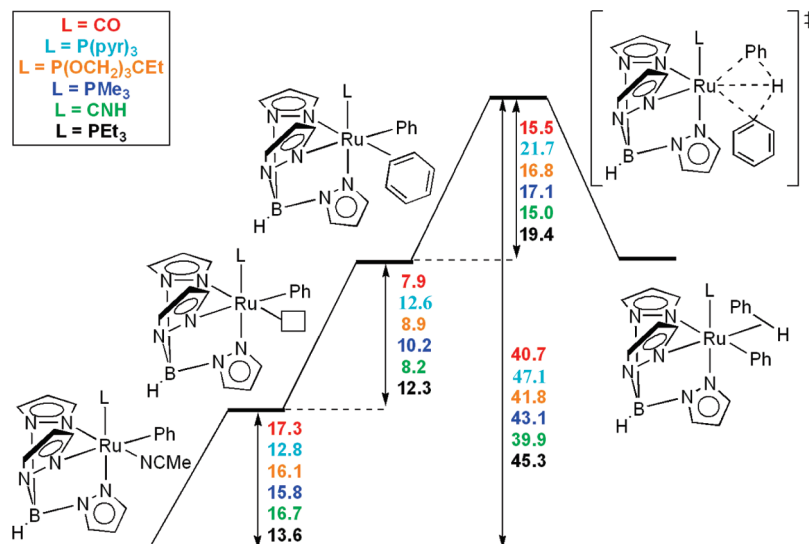 L = CO
L = P(pyr)₃
L = P(OCH₂)₃CEt
L = PMe₃
L = CNH
L = PEt₃
L
N N
Ru
Ph
N
N
N
N
B
H
L
N N
Ru
Ph
N
N
N
N
B
H
L
N N
Ru
Ph
NCMe
N
N
N
N
B
H
17.3
12.8
16.1
15.8
16.7
13.6
7.9
12.6
8.9
10.2
8.2
12.3
15.5
21.7
16.8
17.1
15.0
19.4
40.7
47.1
41.8
43.1
39.9
45.3
‡
L
Ph
N N
Ru
H
N
N
N
N
B
H
L
Ph
N N
H
Ru
Ph
N
N
N
N
B
H